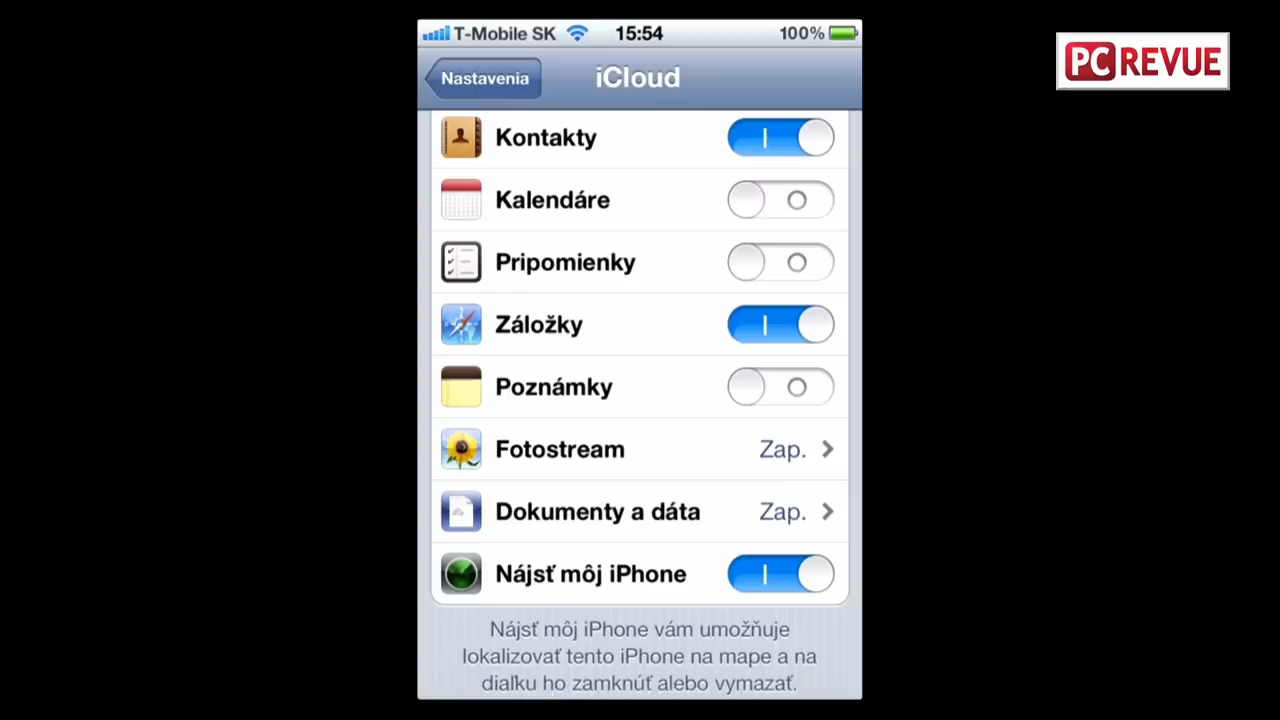 T-Mobile SK 15:54 100%
PC REVUE
Nastavenia iCloud
Kontakty
Kalendáre
Pripomienky
Záložky
Poznámky
Fotostream Zap.
Dokumenty a dáta Zap.
Nájsť môj iPhone
Nájsť môj iPhone vám umožňuje
lokalizovať tento iPhone na mape a na
diaľku ho zamknúť alebo vymazať.